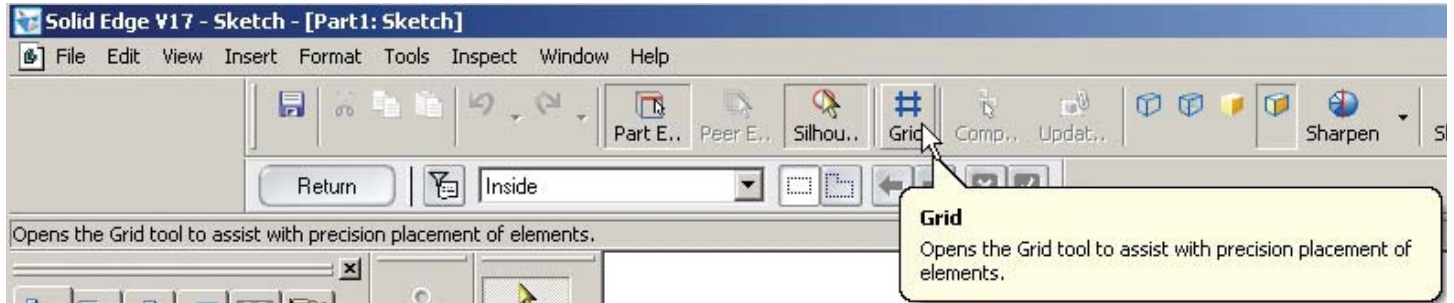 Solid Edge V17 - Sketch - [Part1: Sketch]
File Edit View Insert Format Tools Inspect Window Help
Part E.. Peer E.. Silhou.. Grid Comp.. Updat.. Sharpen
Return Inside
Grid
Opens the Grid tool to assist with precision placement of elements.
Opens the Grid tool to assist with precision placement of
elements.